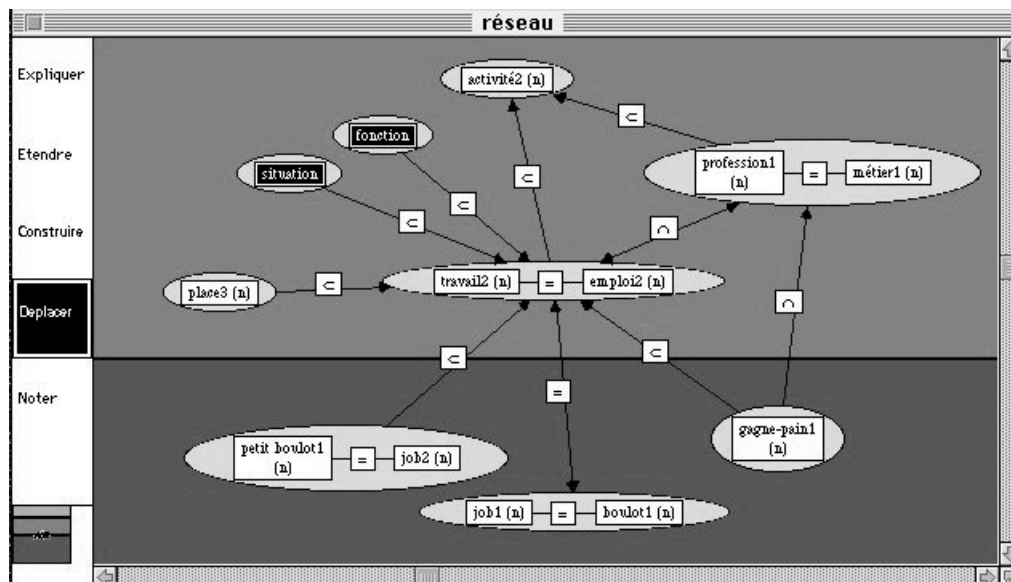 réseau
Expliquer
Etendre
Construire
Deplacer
Noter
activité2 (n)
⊂
fonction
profession1
(n)
=
métier1 (n)
situation
⊂
⊂
⊂
∩
travail2 (n)
=
emploi2 (n)
place3 (n)
⊂
∩
⊂
⊂
=
petit boulot1
(n)
=
job2 (n)
gagne-pain1
(n)
job1 (n)
=
boulot1 (n)